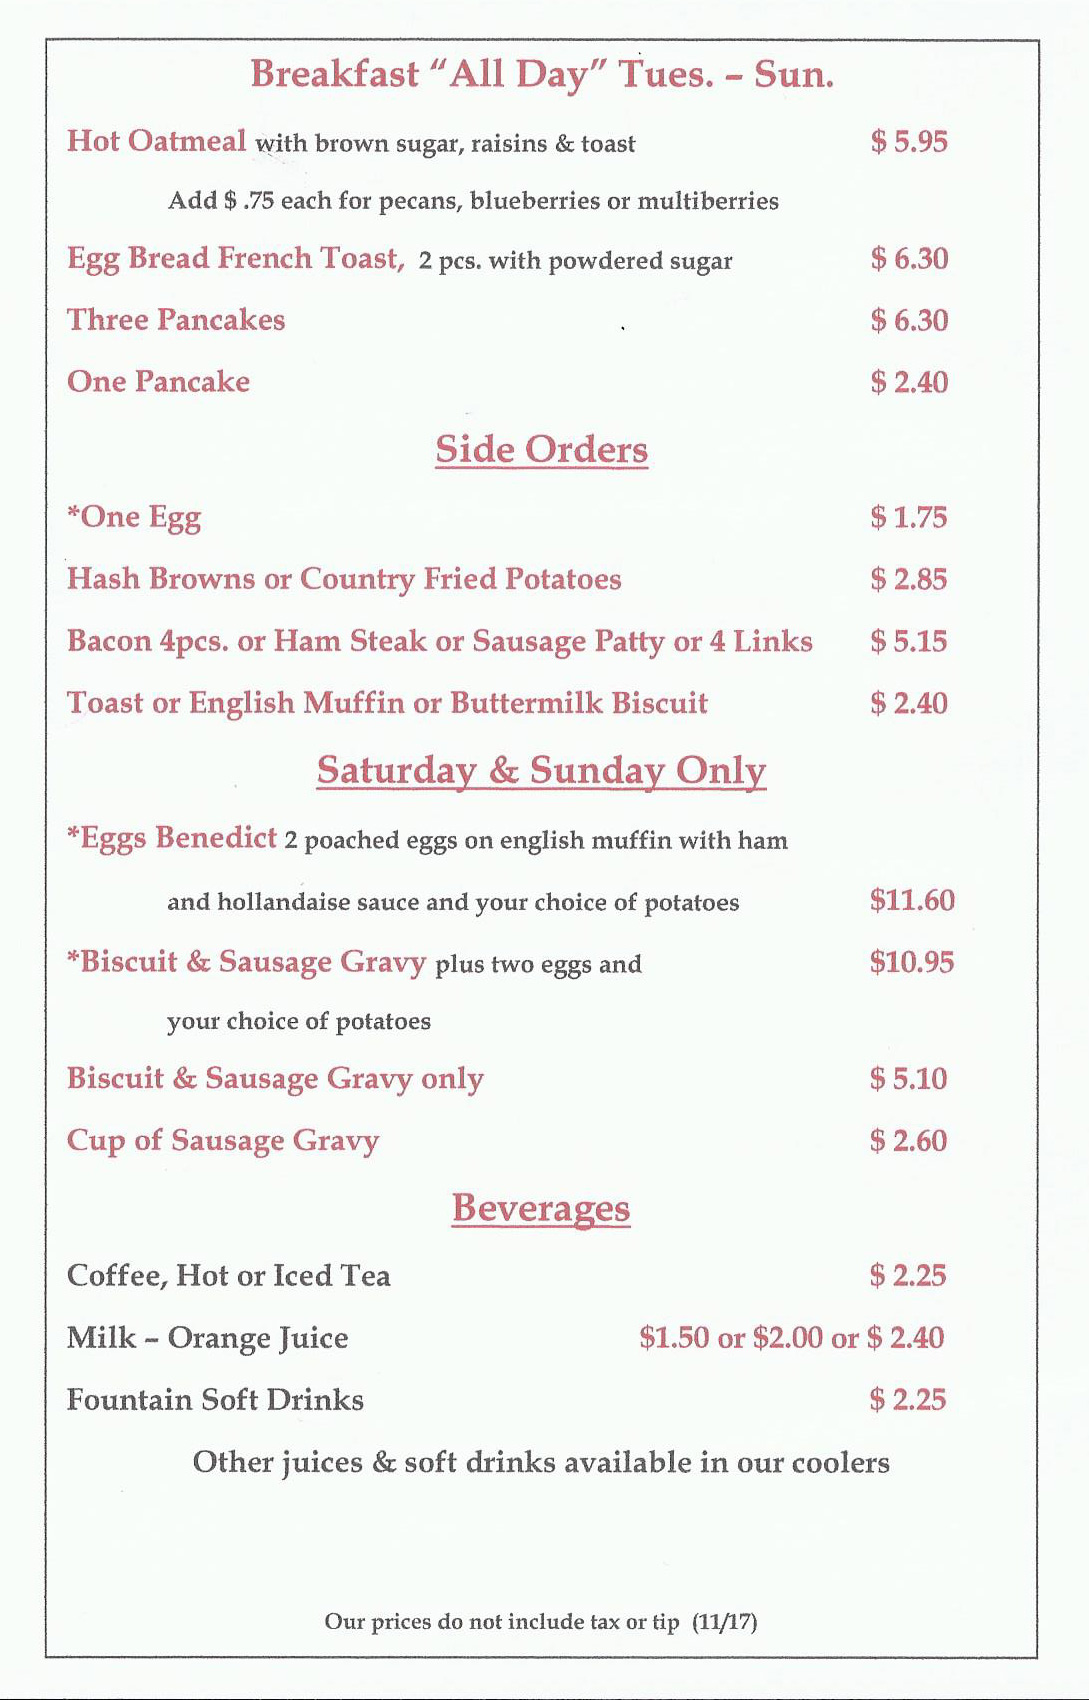 Breakfast “All Day” Tues. – Sun.
Hot Oatmeal with brown sugar, raisins & toast $ 5.95
Add $ .75 each for pecans, blueberries or multiberries
Egg Bread French Toast, 2 pcs. with powdered sugar $ 6.30
Three Pancakes $ 6.30
One Pancake $ 2.40
Side Orders
*One Egg $ 1.75
Hash Browns or Country Fried Potatoes $ 2.85
Bacon 4pcs. or Ham Steak or Sausage Patty or 4 Links $ 5.15
Toast or English Muffin or Buttermilk Biscuit $ 2.40
Saturday & Sunday Only
*Eggs Benedict 2 poached eggs on english muffin with ham
and hollandaise sauce and your choice of potatoes $11.60
*Biscuit & Sausage Gravy plus two eggs and $10.95
your choice of potatoes
Biscuit & Sausage Gravy only $ 5.10
Cup of Sausage Gravy $ 2.60
Beverages
Coffee, Hot or Iced Tea $ 2.25
Milk – Orange Juice $1.50 or $2.00 or $ 2.40
Fountain Soft Drinks $ 2.25
Other juices & soft drinks available in our coolers
Our prices do not include tax or tip (11/17)